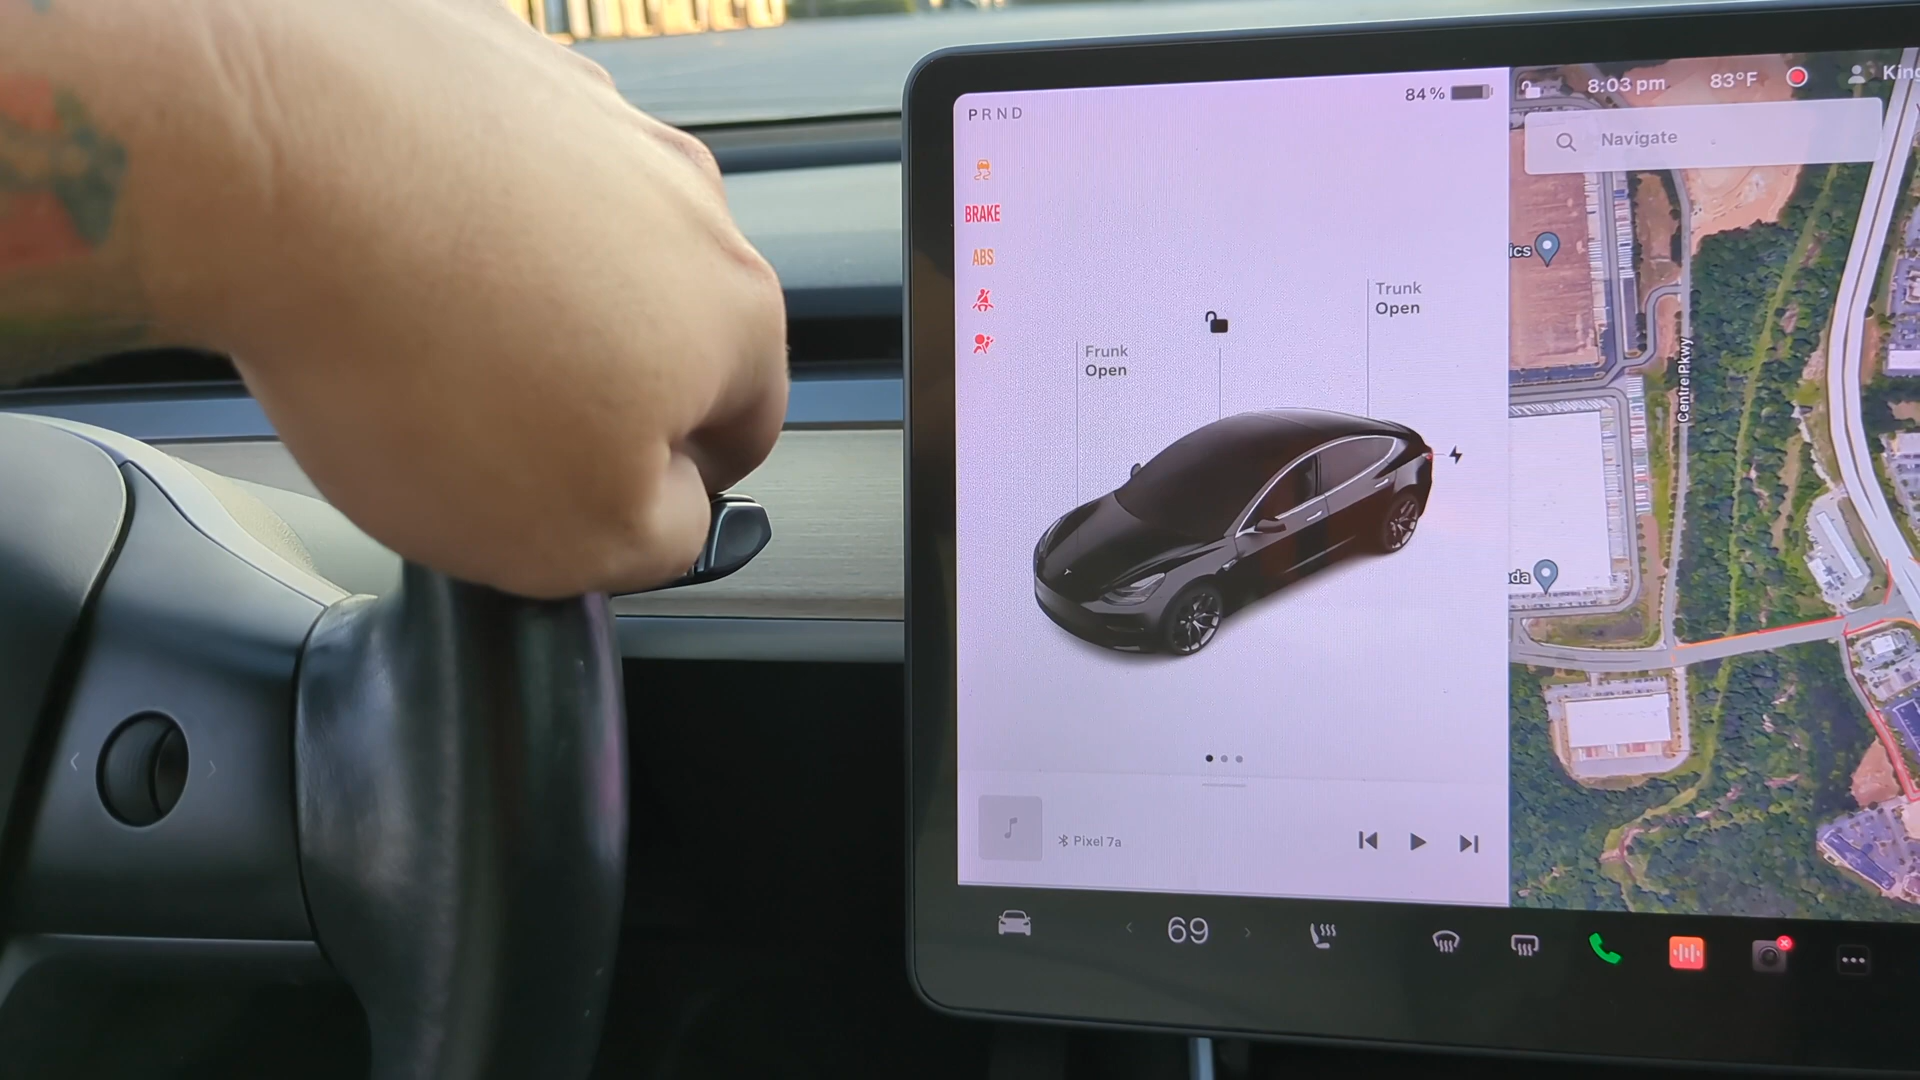 PRND
84%
8:03 pm
83°F
Navigate
BRAKE
ABS
Trunk
Open
Frunk
Open
ics
Centre Pkwy
da
Pixel 7a
69